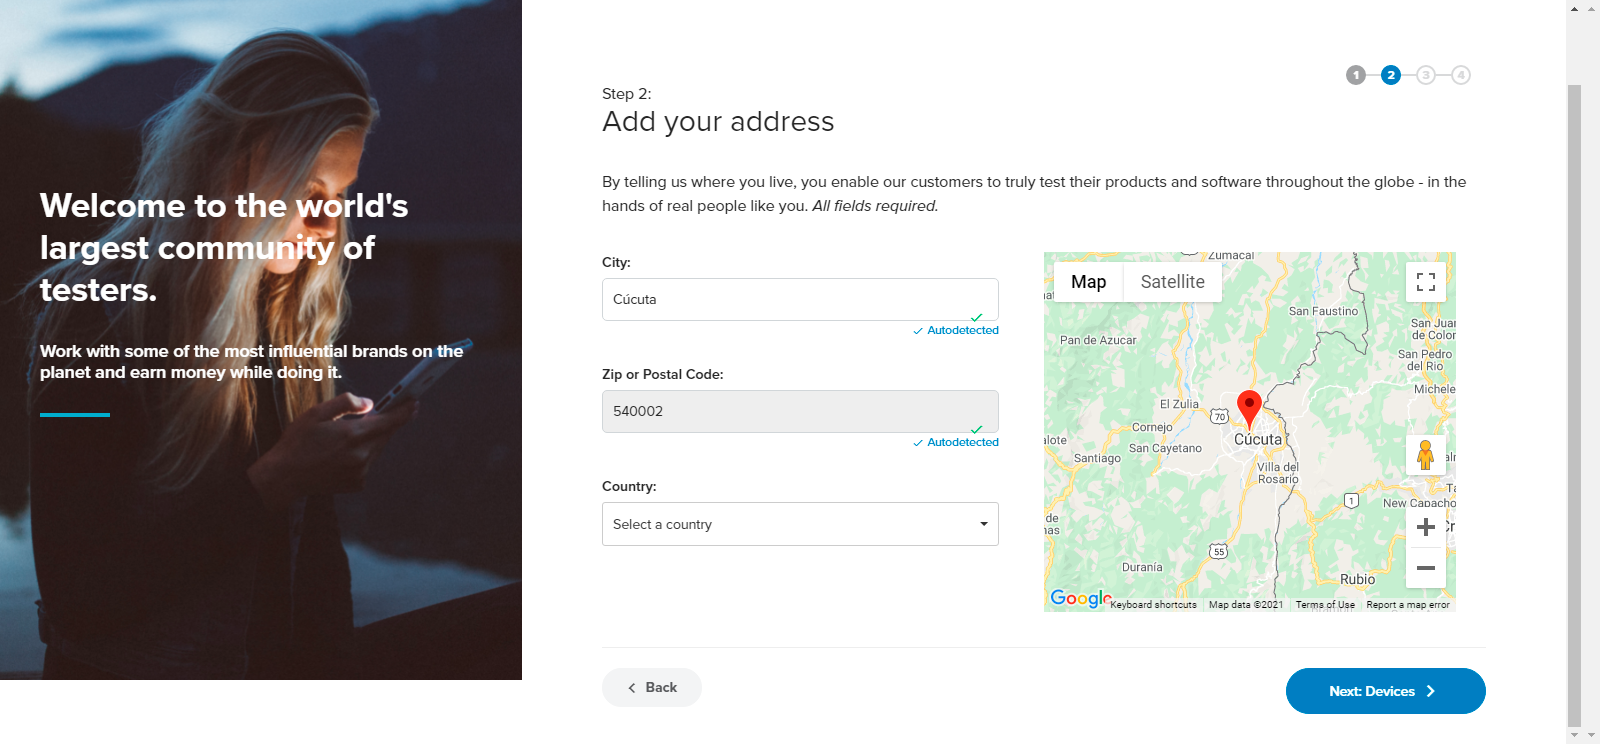 Welcome to the world's
largest community of
testers.
Work with some of the most influential brands on the
planet and earn money while doing it.
1 2 3 4
Step 2:
Add your address
By telling us where you live, you enable our customers to truly test their products and software throughout the globe - in the
hands of real people like you. All fields required.
City:
Cúcuta
Autodetected
Zip or Postal Code:
540002
Autodetected
Country:
Select a country
Map Satellite
Zumacal
San Faustino
San Juan
de Color
Pan de Azucar
San Pedro
del Río
Michele
El Zulia
70
Cornejo
Cúcuta
San Cayetano
Santiago
Villa del
Rosario
1
New Capacho
55
Durania
Rubio
Google
Keyboard shortcuts Map data ©2021 Terms of Use Report a map error
Back
Next: Devices